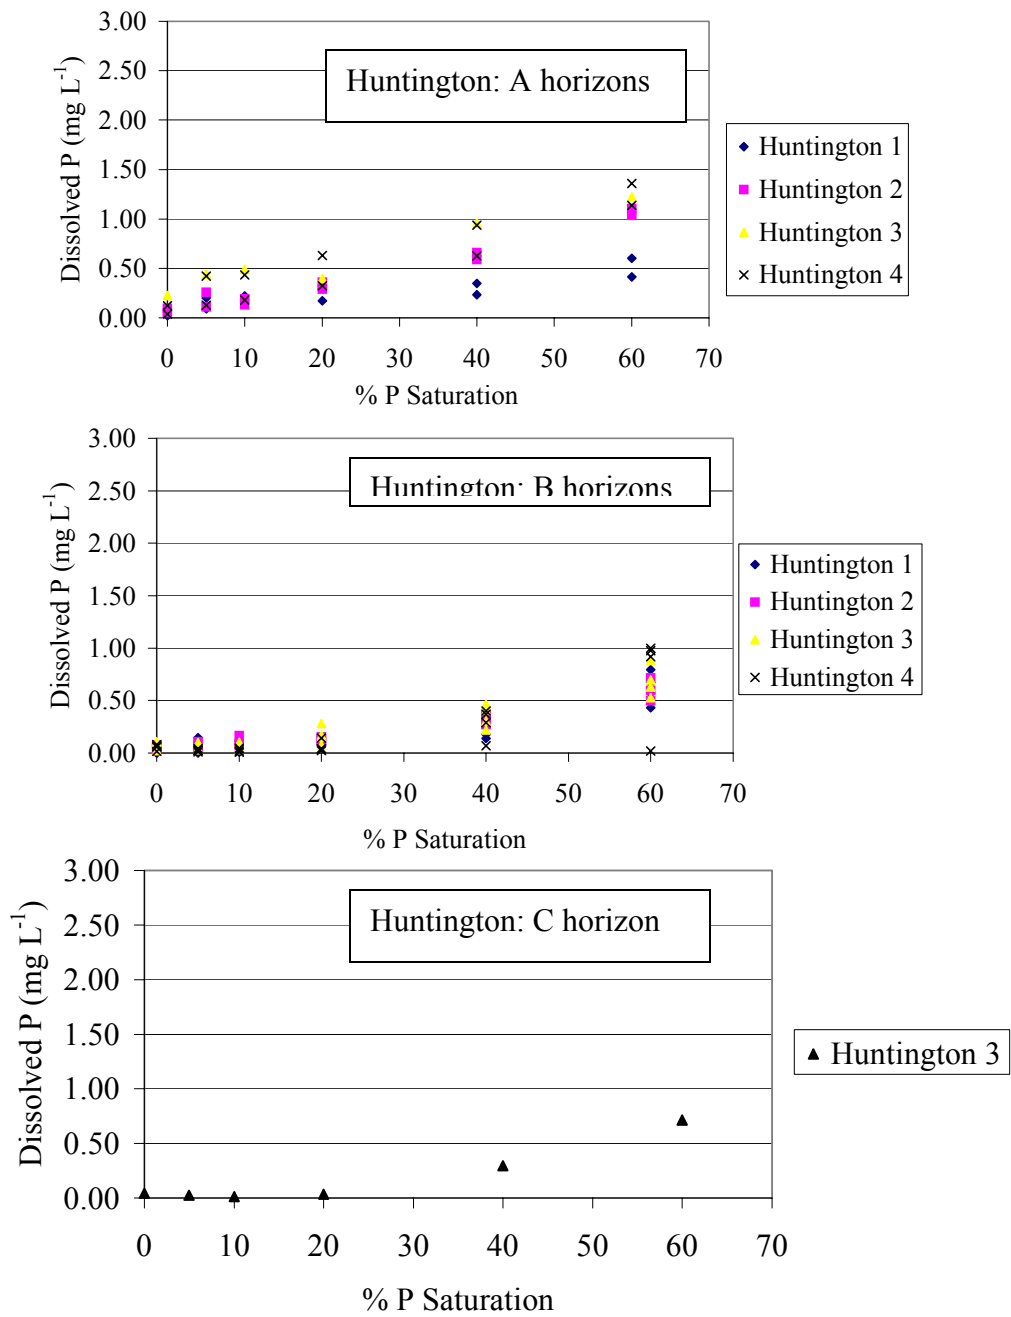 3.00
2.50
2.00
1.50
1.00
0.50
0.00
Dissolved P (mg L⁻¹)
Huntington: A horizons
0 10 20 30 40 50 60 70
% P Saturation
Huntington 1
Huntington 2
Huntington 3
Huntington 4
3.00
2.50
2.00
1.50
1.00
0.50
0.00
Dissolved P (mg L⁻¹)
Huntington: B horizons
0 10 20 30 40 50 60 70
% P Saturation
Huntington 1
Huntington 2
Huntington 3
Huntington 4
3.00
2.50
2.00
1.50
1.00
0.50
0.00
Dissolved P (mg L⁻¹)
Huntington: C horizon
0 10 20 30 40 50 60 70
% P Saturation
Huntington 3